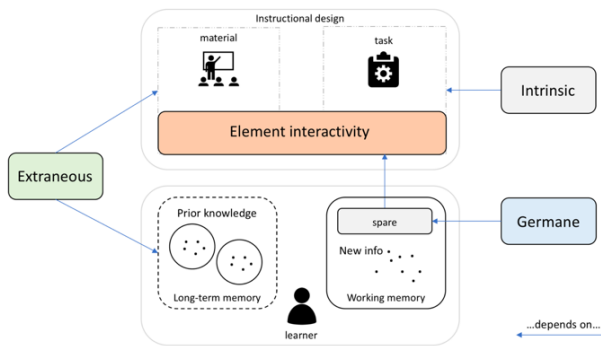 Instructional design
material
task
Element interactivity
Intrinsic
Extraneous
Prior knowledge
spare
Germane
New info
Long-term memory
Working memory
learner
...depends on...